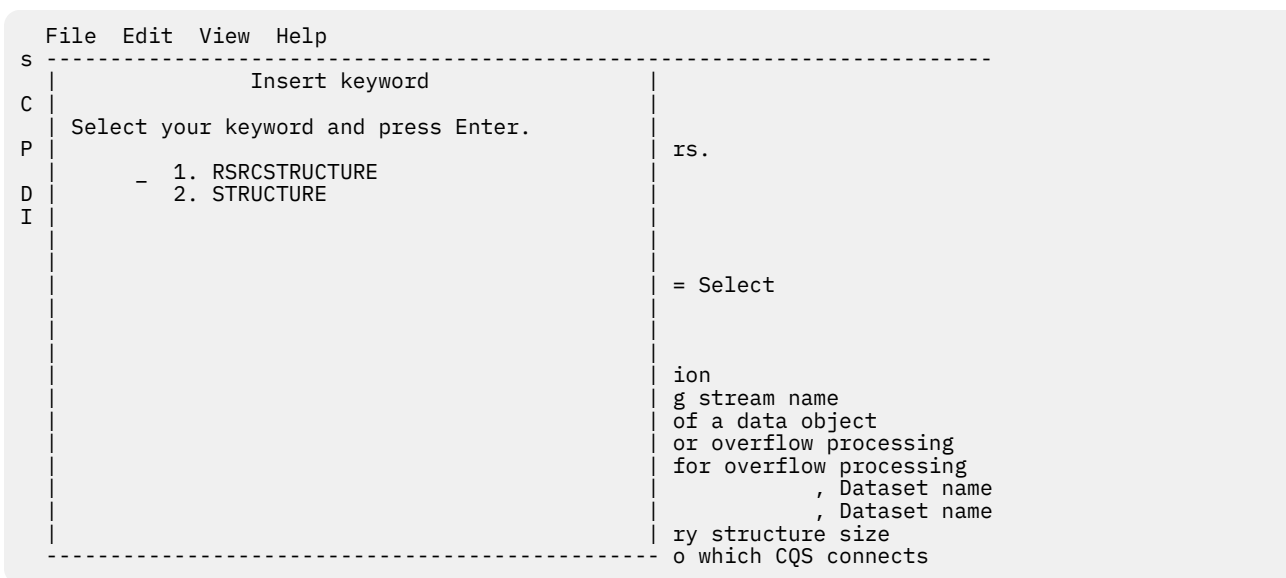 File  Edit  View  Help
s --------------------------------------------------------------------------
  |               Insert keyword                 |
C |                                              |
  | Select your keyword and press Enter.         |
P |                                              | rs.
  |      _  1. RSRCSTRUCTURE                     |
D |         2. STRUCTURE                         |
I |                                              |
  |                                              |
  |                                              |
  |                                              | = Select
  |                                              |
  |                                              |
  |                                              |
  |                                              | ion
  |                                              | g stream name
  |                                              | of a data object
  |                                              | or overflow processing
  |                                              | for overflow processing
  |                                              |            , Dataset name
  |                                              |            , Dataset name
  |                                              | ry structure size
  ------------------------------------------------ o which CQS connects